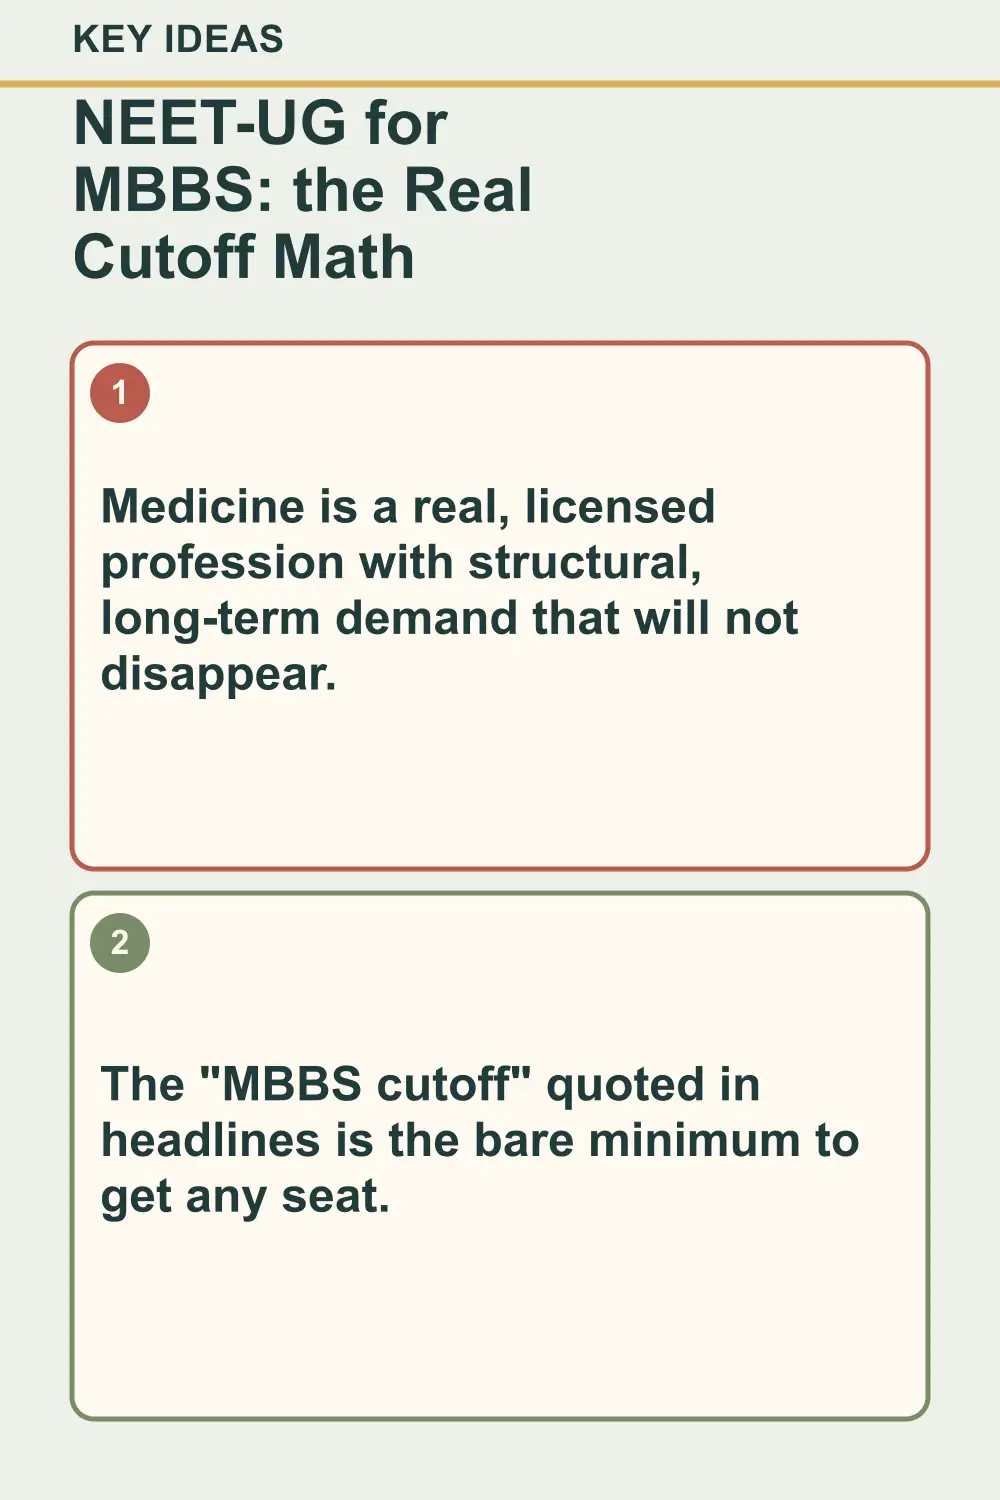 KEY IDEAS
NEET-UG for
MBBS: the Real
Cutoff Math
1
Medicine is a real, licensed
profession with structural,
long-term demand that will not
disappear.
2
The "MBBS cutoff" quoted in
headlines is the bare minimum to
get any seat.